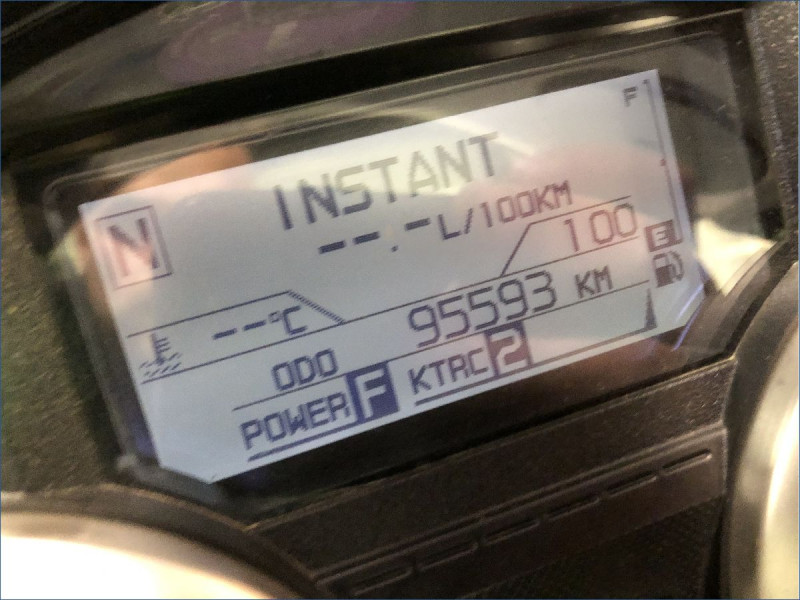 F
INSTANT
N
--.-L/100KM
100
E
--°C
95593 KM
ODO
POWER F KTRC 2